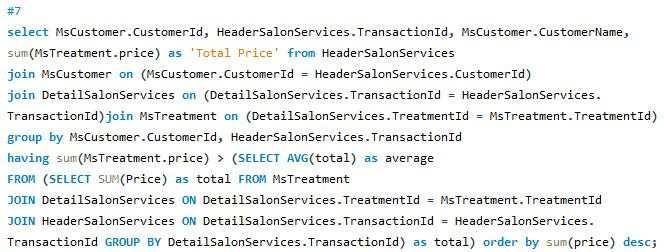 #7
select MsCustomer.CustomerId, HeaderSalonServices.TransactionId, MsCustomer.CustomerName,
sum(MsTreatment.price) as 'Total Price' from HeaderSalonServices
join MsCustomer on (MsCustomer.CustomerId = HeaderSalonServices.CustomerId)
join DetailSalonServices on (DetailSalonServices.TransactionId = HeaderSalonServices.
TransactionId)join MsTreatment on (DetailSalonServices.TreatmentId = MsTreatment.TreatmentId)
group by MsCustomer.CustomerId, HeaderSalonServices.TransactionId
having sum(MsTreatment.price) > (SELECT AVG(total) as average
FROM (SELECT SUM(Price) as total FROM MsTreatment
JOIN DetailSalonServices ON DetailSalonServices.TreatmentId = MsTreatment.TreatmentId
JOIN HeaderSalonServices ON DetailSalonServices.TransactionId = HeaderSalonServices.
TransactionId GROUP BY DetailSalonServices.TransactionId) as total) order by sum(price) desc;